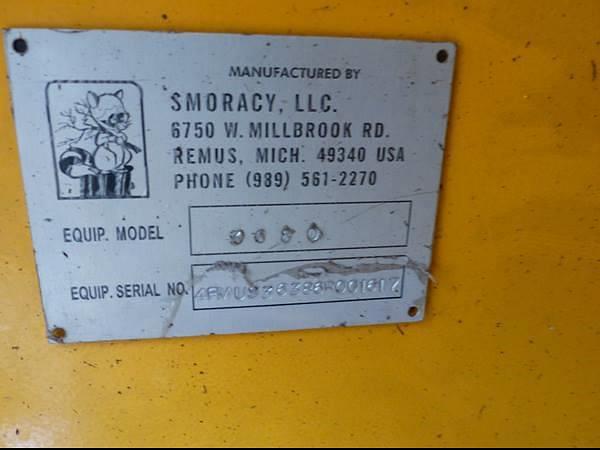 MANUFACTURED BY
SMORACY, LLC.
6750 W. MILLBROOK RD.
REMUS, MICH. 49340 USA
PHONE (989) 561-2270
EQUIP. MODEL
EQUIP. SERIAL NO.